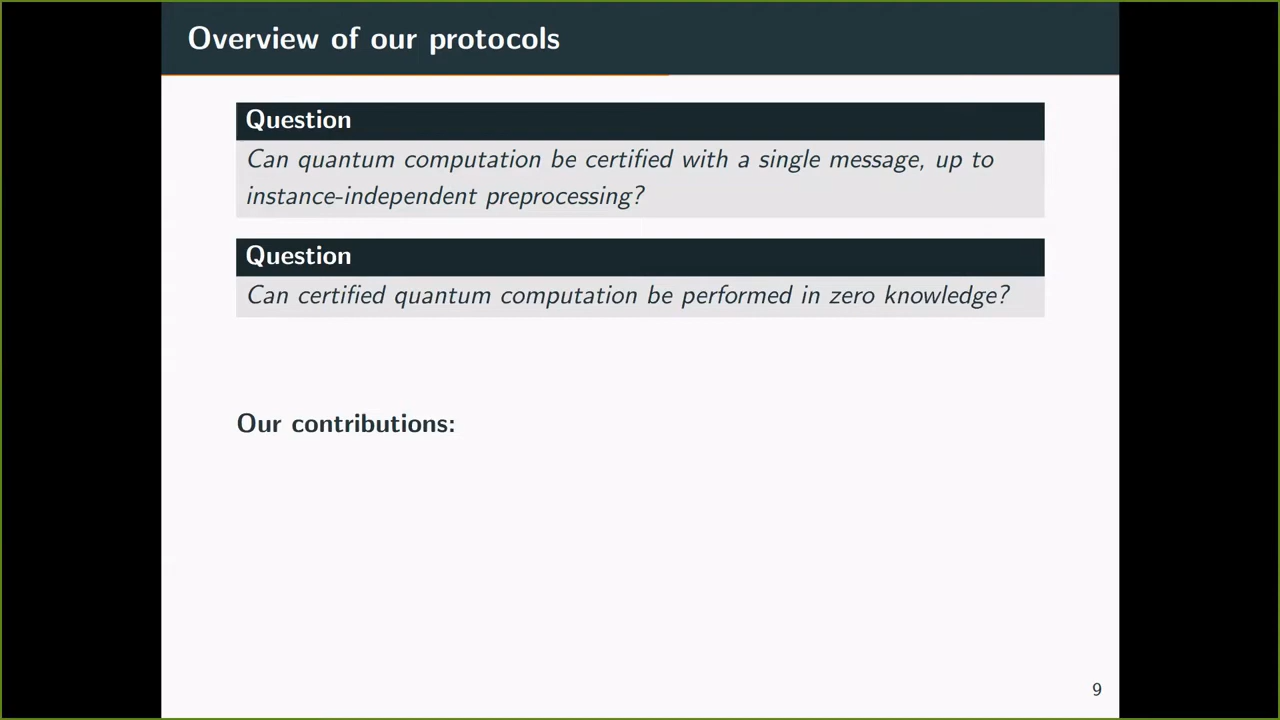 Overview of our protocols
Question
Can quantum computation be certified with a single message, up to
instance-independent preprocessing?
Question
Can certified quantum computation be performed in zero knowledge?
Our contributions:
9